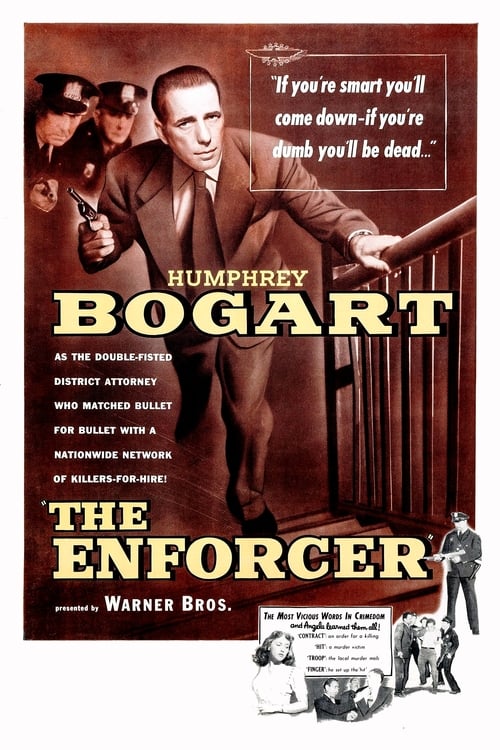 "If you're smart you'll
come down-if you're
dumb you'll be dead..."
HUMPHREY
BOGART
AS THE DOUBLE-FISTED
DISTRICT ATTORNEY
WHO MATCHED BULLET
FOR BULLET WITH A
NATIONWIDE NETWORK
OF KILLERS-FOR-HIRE!
"THE
ENFORCER"
presented by WARNER BROS.
THE MOST VICIOUS WORDS IN CRIMEDOM
and Angela learned them all!
'CONTRACT': an order for a killing
'HIT': a murder victim
'TROOP': the local murder mob
'FINGER': he set up the 'hit'